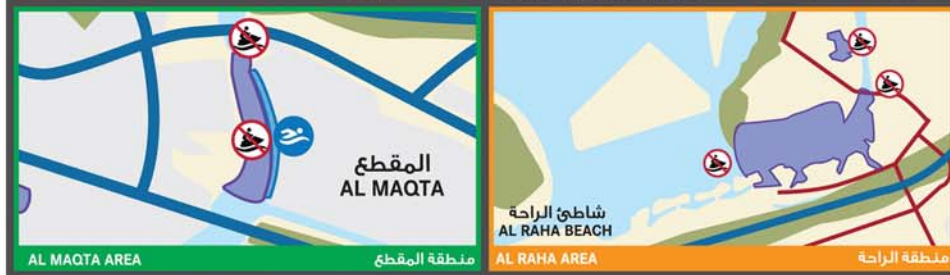 المقطع
AL MAQTA
AL MAQTA AREA
منطقة المقطع
شاطئ الراحة
AL RAHA BEACH
AL RAHA AREA
منطقة الراحة